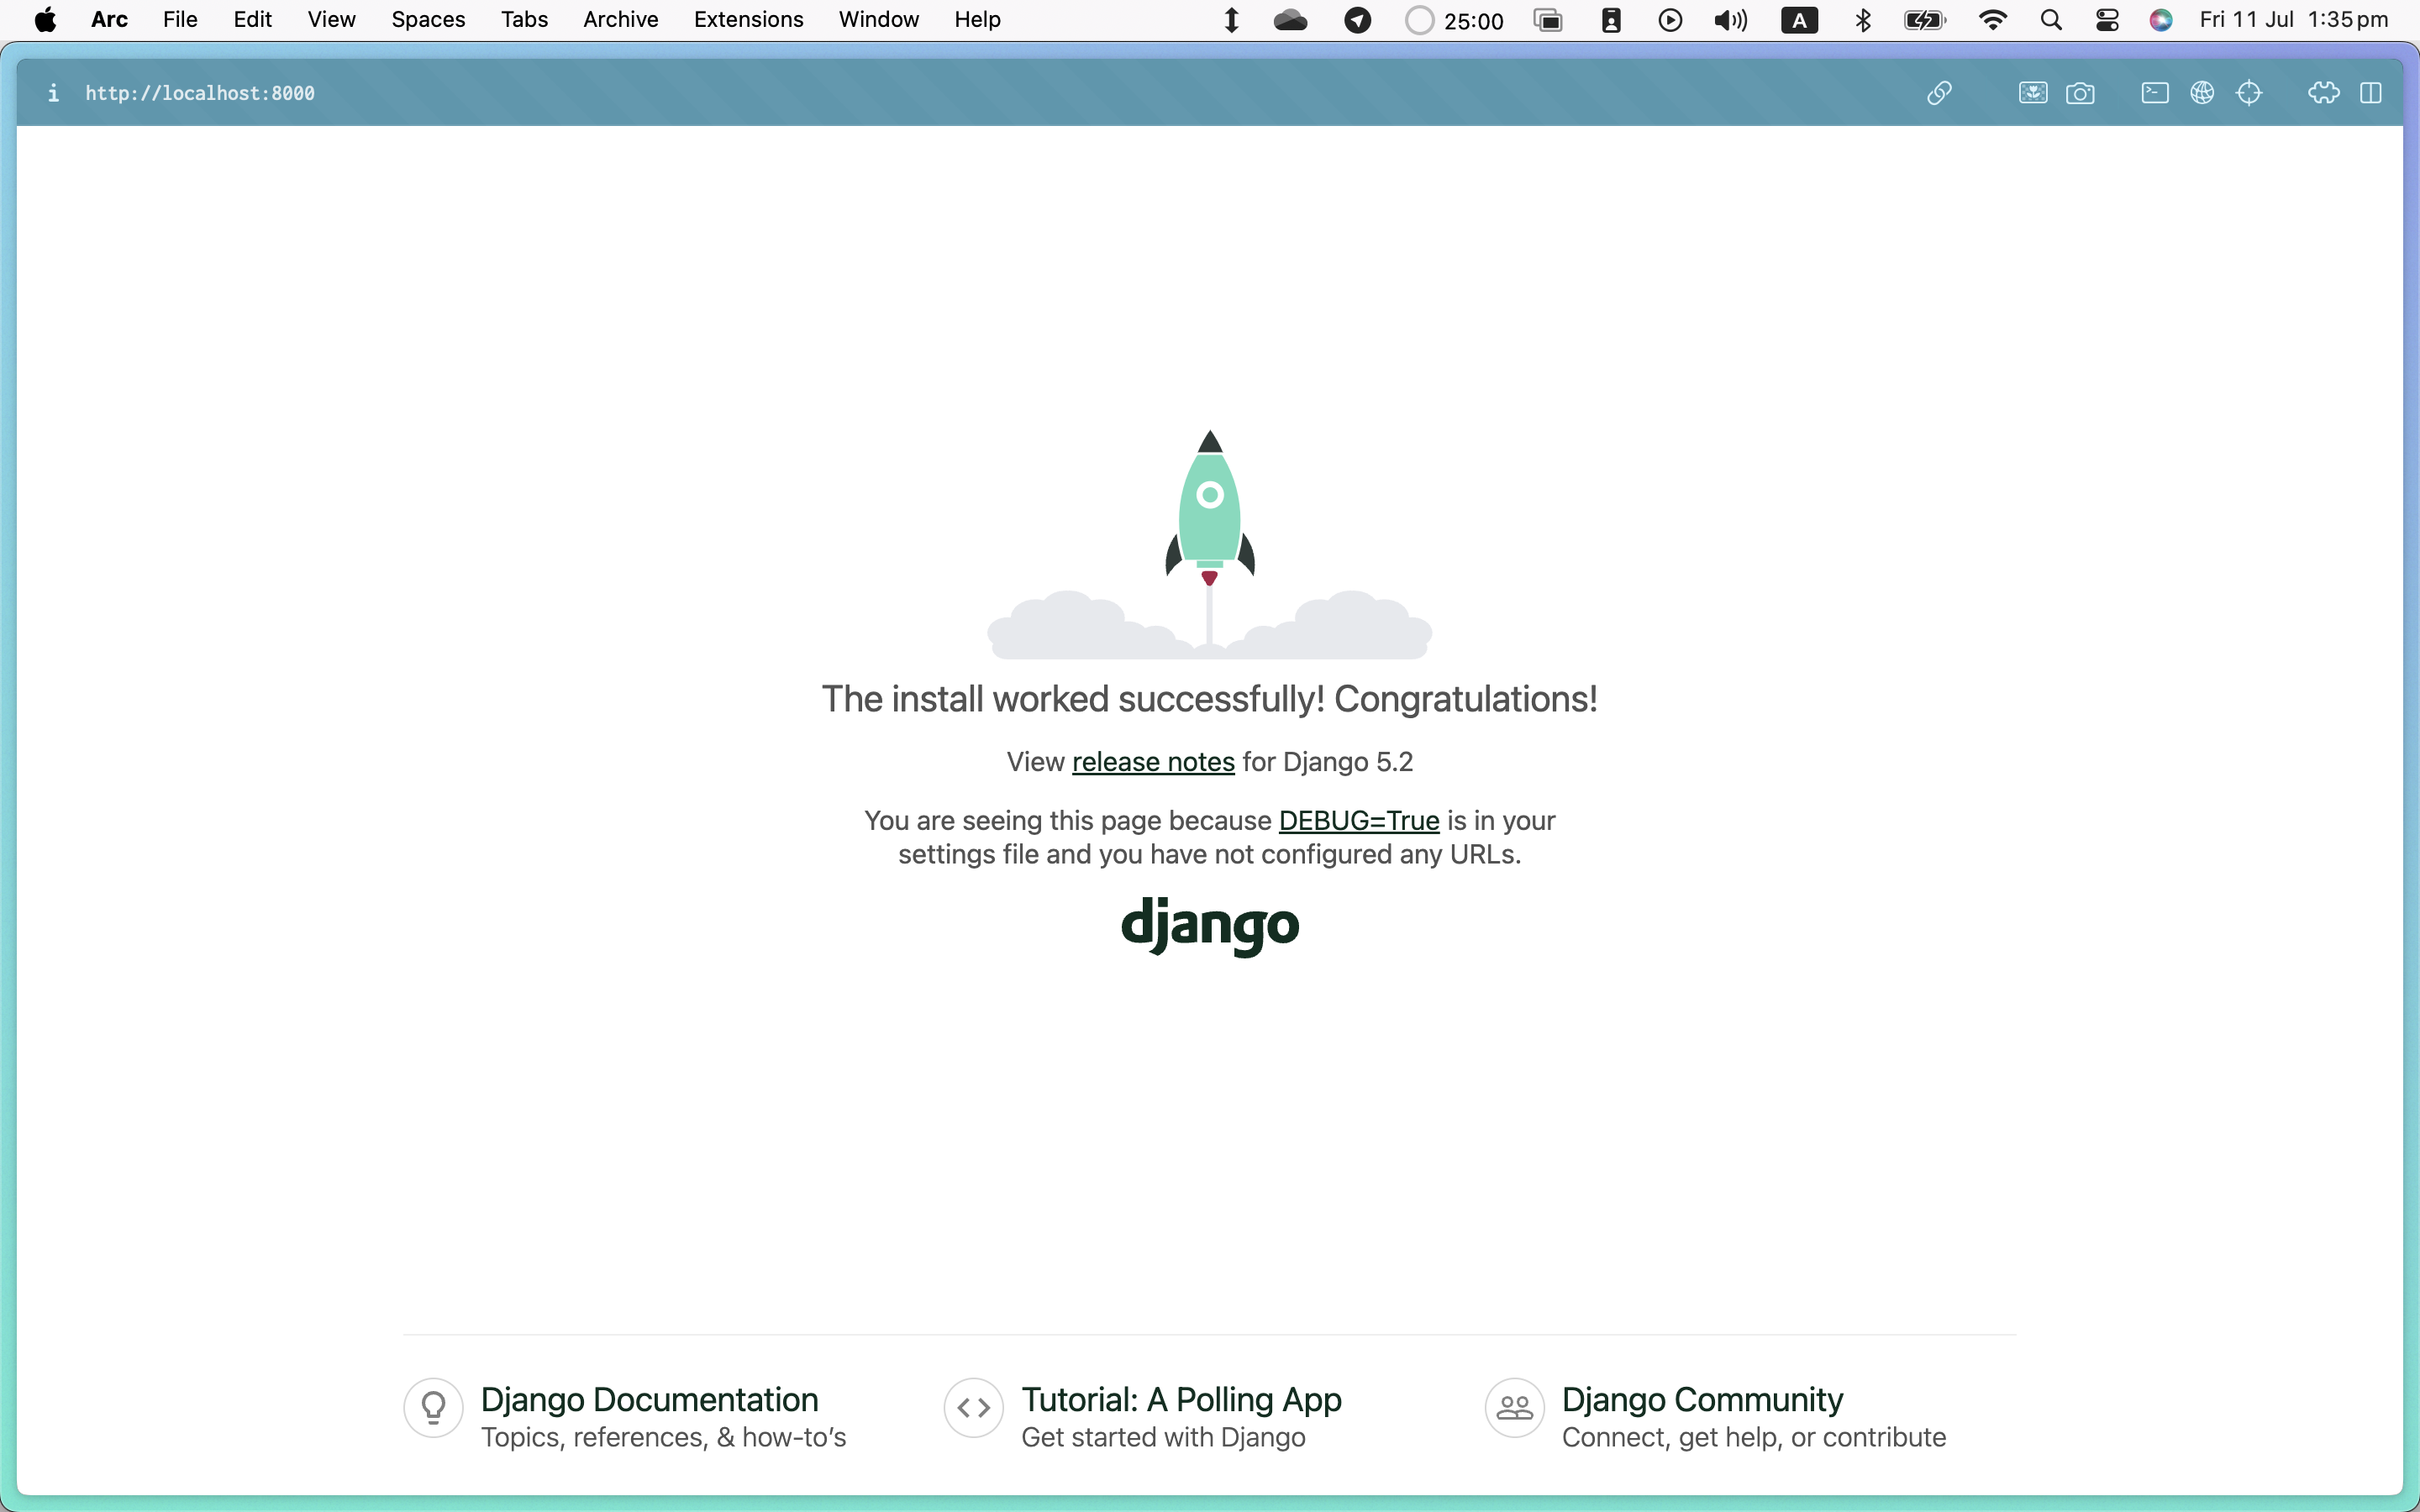 Arc File Edit View Spaces Tabs Archive Extensions Window Help 25:00 A Fri 11 Jul 1:35 pm
i http://localhost:8000
The install worked successfully! Congratulations!
View release notes for Django 5.2
You are seeing this page because DEBUG=True is in your
settings file and you have not configured any URLs.
django
Django Documentation
Topics, references, & how-to’s
Tutorial: A Polling App
Get started with Django
Django Community
Connect, get help, or contribute